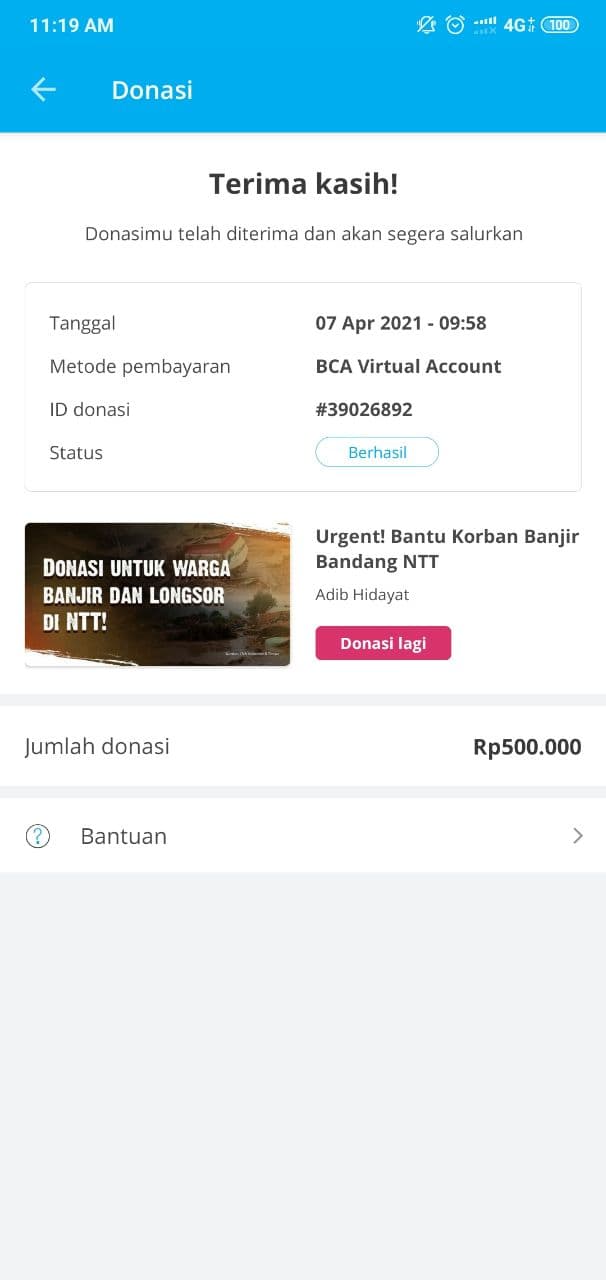 11:19 AM
4G
100
Donasi
Terima kasih!
Donasimu telah diterima dan akan segera salurkan
Tanggal 07 Apr 2021 - 09:58
Metode pembayaran BCA Virtual Account
ID donasi #39026892
Status Berhasil
DONASI UNTUK WARGA
BANJIR DAN LONGSOR
DI NTT!
Urgent! Bantu Korban Banjir
Bandang NTT
Adib Hidayat
Donasi lagi
Jumlah donasi Rp500.000
? Bantuan